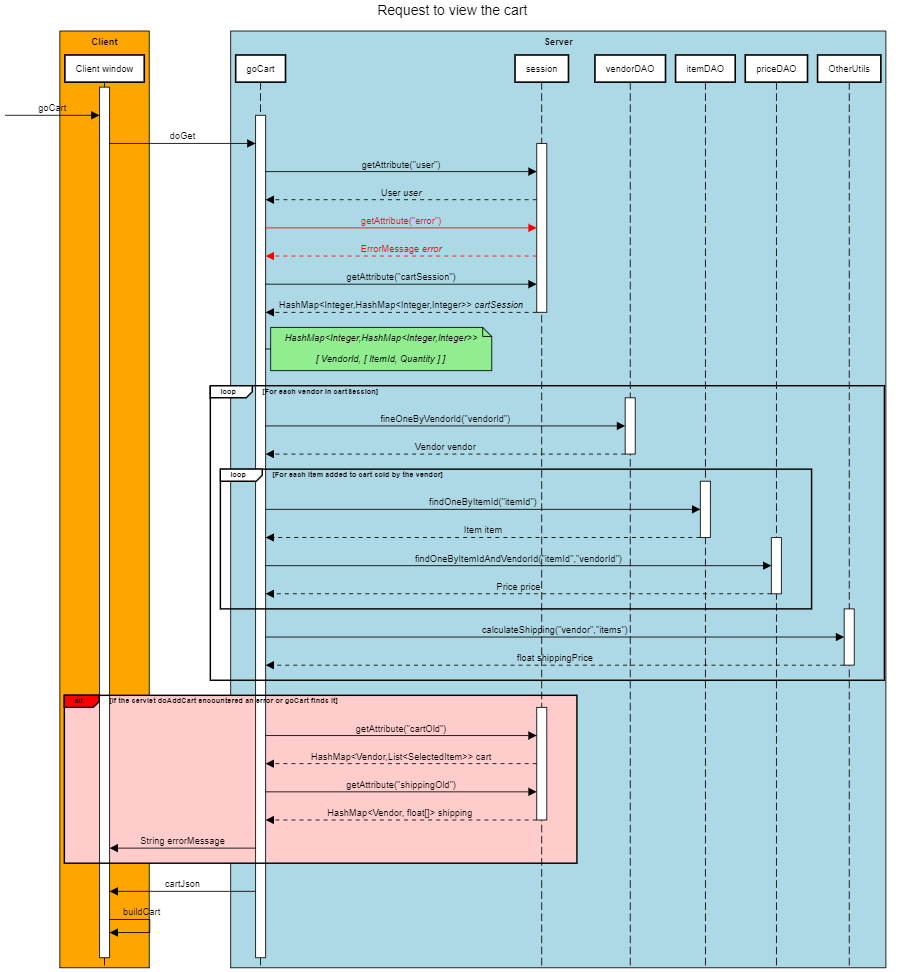 Request to view the cart
Client
Server
Client window
goCart
session
vendorDAO
itemDAO
priceDAO
OtherUtils
goCart
doGet
getAttribute("user")
User user
getAttribute("error")
ErrorMessage error
getAttribute("cartSession")
HashMap<Integer,HashMap<Integer,Integer>> cartSession
HashMap<Integer,HashMap<Integer,Integer>>
[ VendorId, [ ItemId, Quantity ] ]
loop
[For each vendor in cartSession]
fineOneByVendorId("vendorId")
Vendor vendor
loop
[For each item added to cart sold by the vendor]
findOneByItemId("itemId")
Item item
findOneByItemIdAndVendorId("itemId","vendorId")
Price price
calculateShipping("vendor","items")
float shippingPrice
alt
[If the servlet doAddCart encountered an error or goCart finds it]
getAttribute("cartOld")
HashMap<Vendor,List<SelectedItem>> cart
getAttribute("shippingOld")
HashMap<Vendor, float[]> shipping
String errorMessage
cartJson
buildCart